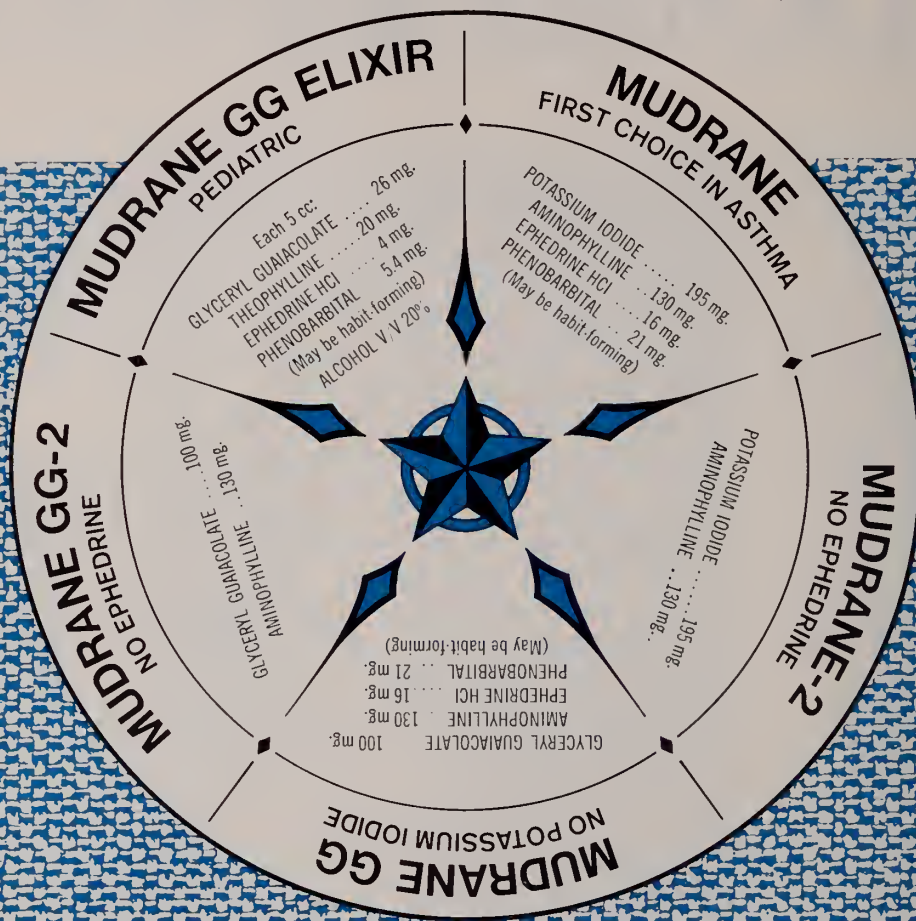 MUDRANE
FIRST CHOICE IN ASTHMA
POTASSIUM IODIDE ...... 195 mg.
AMINOPHYLLINE ..... 130 mg.
EPHEDRINE HCl .... 16 mg.
PHENOBARBITAL .. 21 mg.
(May be habit-forming)
MUDRANE-2
NO EPHEDRINE
POTASSIUM IODIDE ....... 195 mg.
AMINOPHYLLINE .. 130 mg.
MUDRANE GG
NO POTASSIUM IODIDE
GLYCERYL GUAIACOLATE 100 mg.
AMINOPHYLLINE . 130 mg.
EPHEDRINE HCl .... 16 mg.
PHENOBARBITAL .. 21 mg.
(May be habit-forming)
MUDRANE GG-2
NO EPHEDRINE
GLYCERYL GUAIACOLATE ..... 100 mg.
AMINOPHYLLINE . 130 mg.
MUDRANE GG ELIXIR
PEDIATRIC
Each 5 cc:
GLYCERYL GUAIACOLATE .... 26 mg.
THEOPHYLLINE ..... 20 mg.
EPHEDRINE HCl .... 4 mg.
PHENOBARBITAL 5.4 mg.
(May be habit-forming)
ALCOHOL V/V 20%